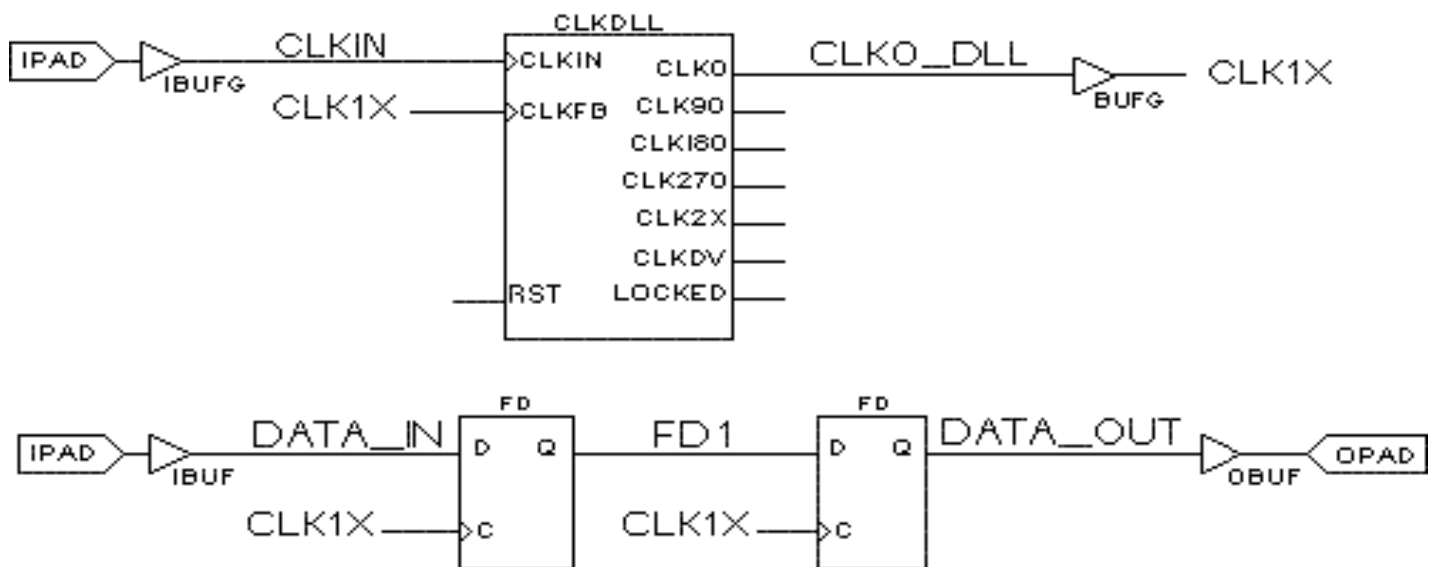 CLKDLL
IPAD
IBUFG
CLKIN
CLKIN
CLK0
CLK0_DLL
BUFG
CLK1X
CLK1X
CLKFB
CLK90
CLK180
CLK270
CLK2X
CLKDV
RST
LOCKED
FD
FD
IPAD
IBUF
DATA_IN
D
Q
FD1
D
Q
DATA_OUT
OBUF
OPAD
CLK1X
C
CLK1X
C